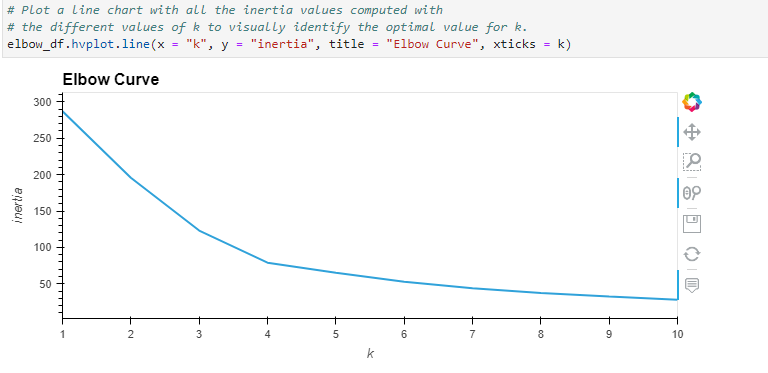 # Plot a line chart with all the inertia values computed with
# the different values of k to visually identify the optimal value for k.
elbow_df.hvplot.line(x = "k", y = "inertia", title = "Elbow Curve", xticks = k)
Elbow Curve
300
250
200
150
100
50
inertia
1 2 3 4 5 6 7 8 9 10
k